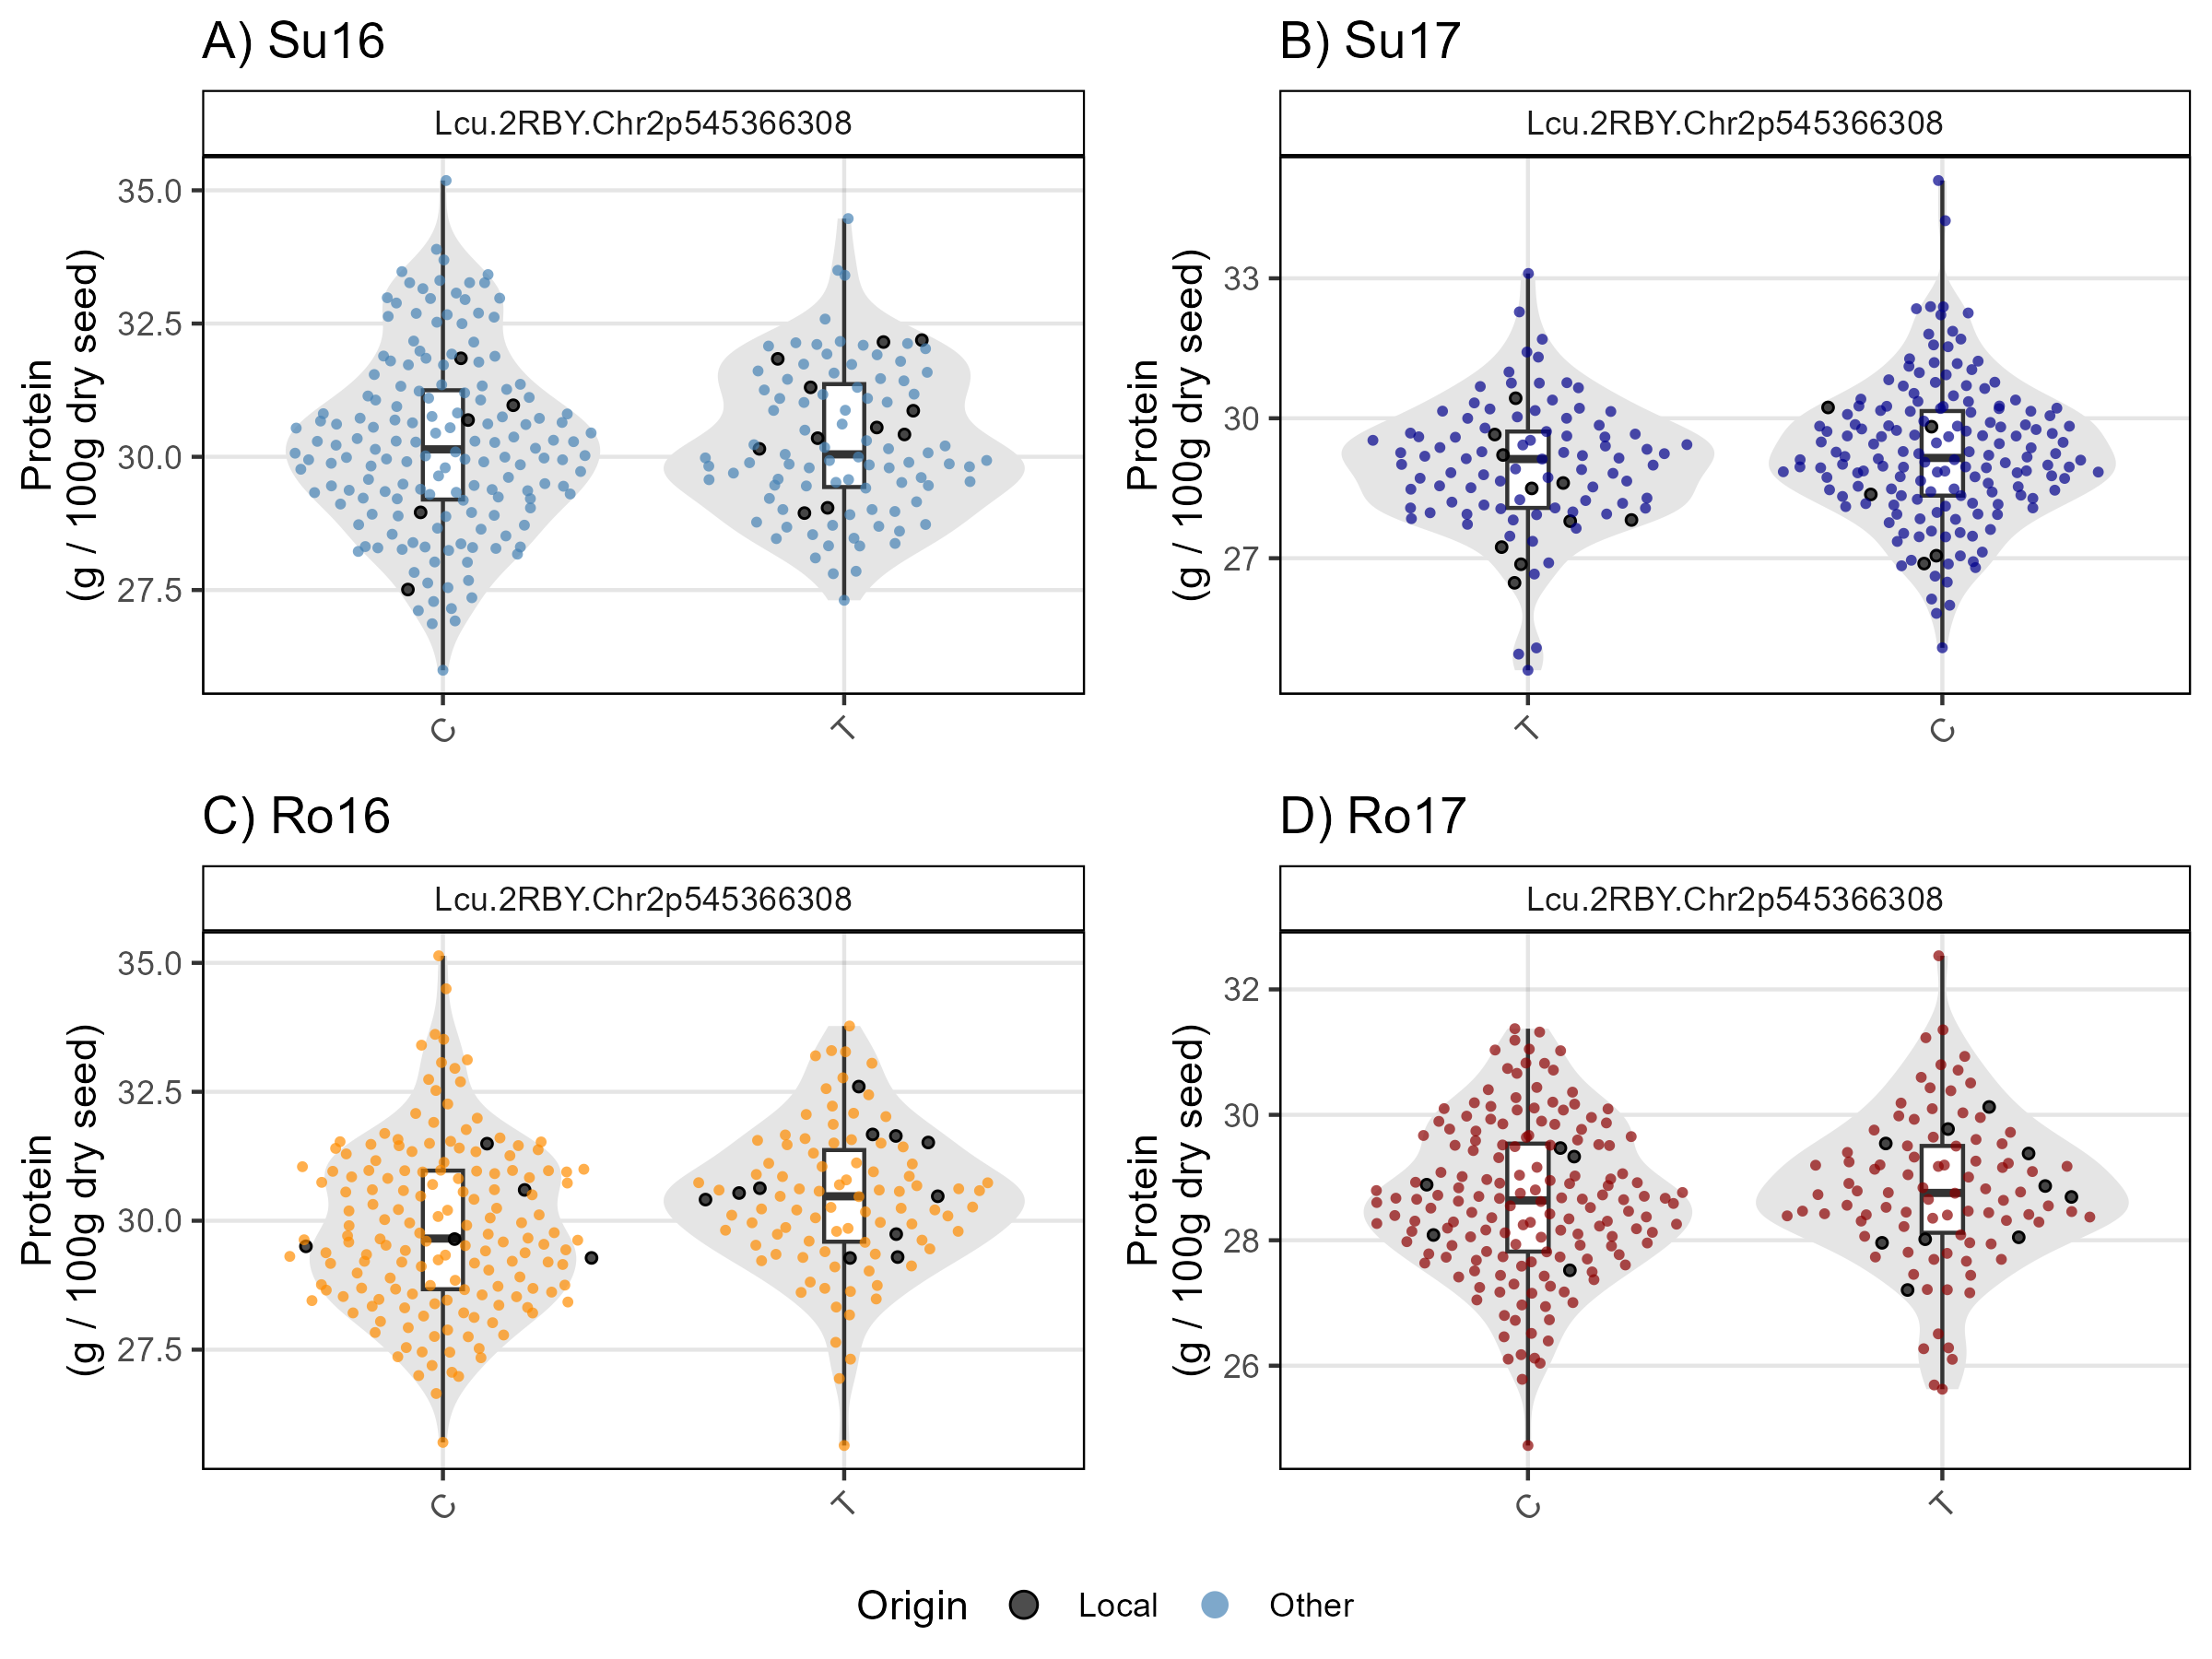 A) Su16
Lcu.2RBY.Chr2p545366308
Protein
(g / 100g dry seed)
35.0
32.5
30.0
27.5
C
T
B) Su17
Lcu.2RBY.Chr2p545366308
Protein
(g / 100g dry seed)
33
30
27
T
C
C) Ro16
Lcu.2RBY.Chr2p545366308
Protein
(g / 100g dry seed)
35.0
32.5
30.0
27.5
C
T
D) Ro17
Lcu.2RBY.Chr2p545366308
Protein
(g / 100g dry seed)
32
30
28
26
C
T
Origin Local Other